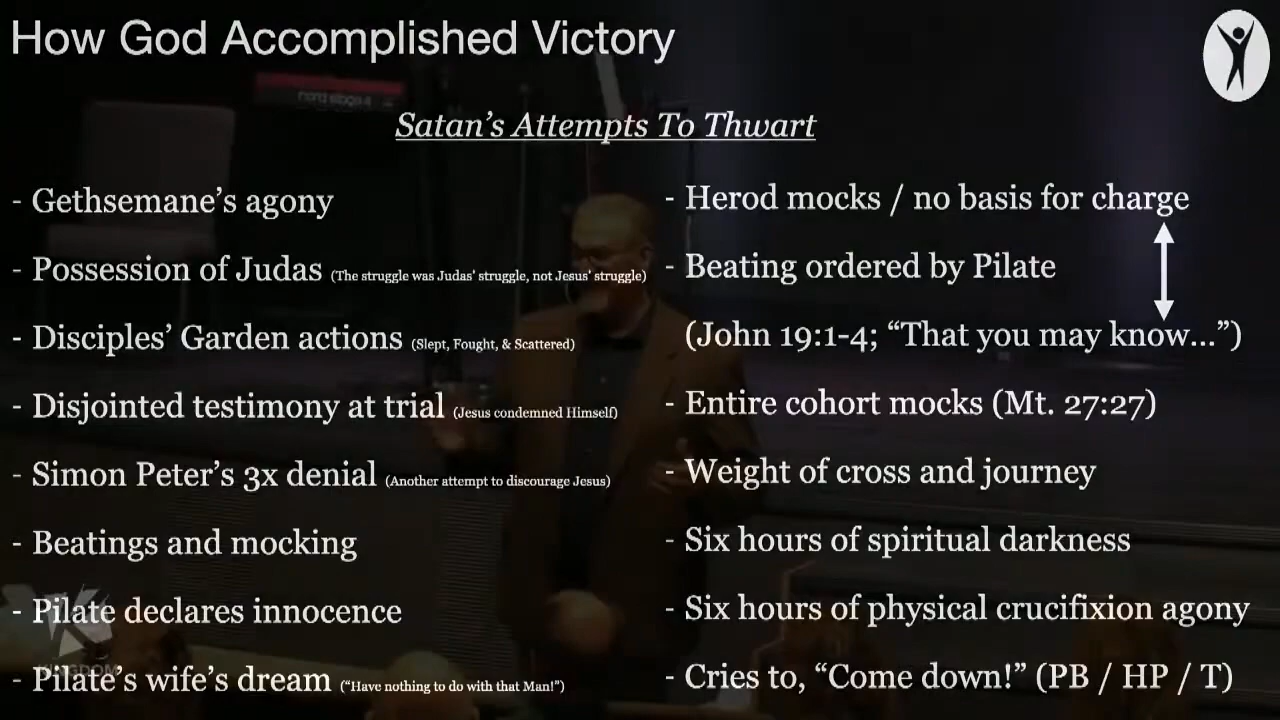 How God Accomplished Victory
nord stage 4
Satan's Attempts To Thwart
- Gethsemane's agony
- Possession of Judas (The struggle was Judas' struggle, not Jesus' struggle)
- Disciples' Garden actions (Slept, Fought, & Scattered)
- Disjointed testimony at trial (Jesus condemned Himself)
- Simon Peter's 3x denial (Another attempt to discourage Jesus)
- Beatings and mocking
- Pilate declares innocence
- Pilate's wife's dream ("Have nothing to do with that Man!")
- Herod mocks / no basis for charge
- Beating ordered by Pilate
(John 19:1-4; "That you may know...")
- Entire cohort mocks (Mt. 27:27)
- Weight of cross and journey
- Six hours of spiritual darkness
- Six hours of physical crucifixion agony
- Cries to, "Come down!" (PB / HP / T)
K
KINGDOM